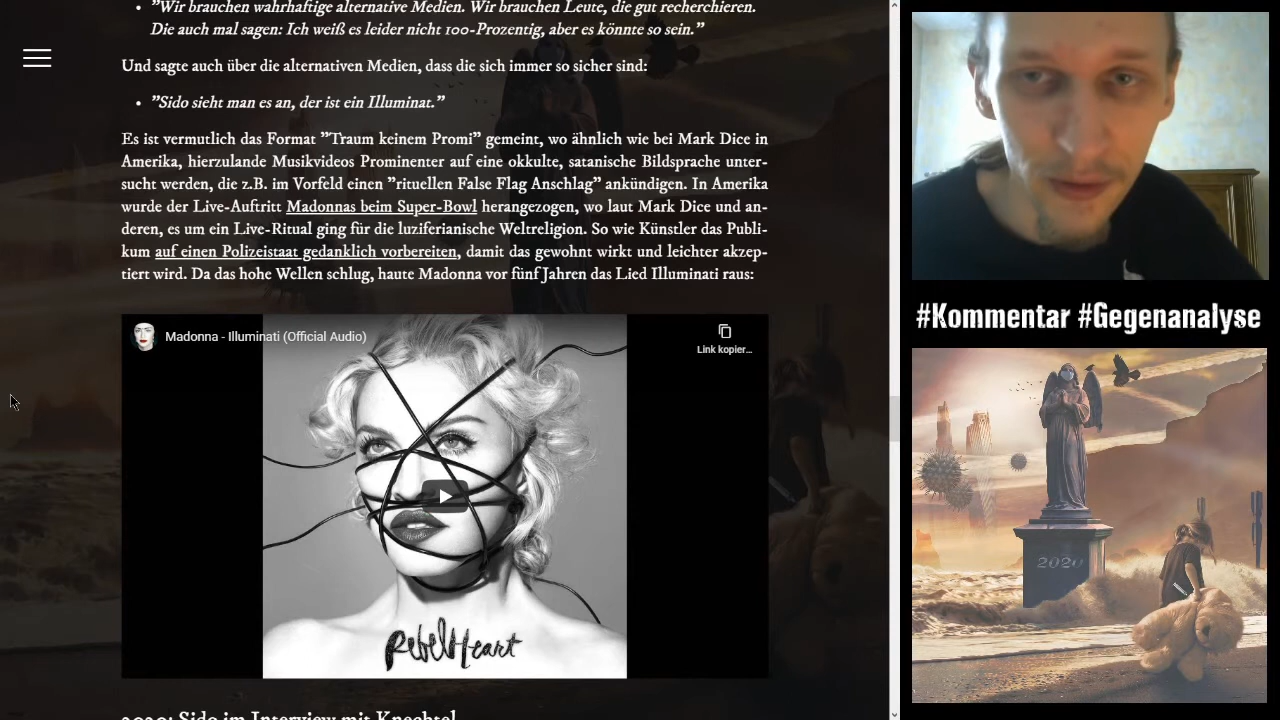 "Wir brauchen wahrhaftige alternative Medien. Wir brauchen Leute, die gut recherchieren.
Die auch mal sagen: Ich weiß es leider nicht 100-Prozentig, aber es könnte so sein."
Und sagte auch über die alternativen Medien, dass die sich immer so sicher sind:
"Sido sieht man es an, der ist ein Illuminat."
Es ist vermutlich das Format "Traum keinem Promi" gemeint, wo ähnlich wie bei Mark Dice in
Amerika, hierzulande Musikvideos Prominenter auf eine okkulte, satanische Bildsprache unter-
sucht werden, die z.B. im Vorfeld einen "rituellen False Flag Anschlag" ankündigen. In Amerika
wurde der Live-Auftritt Madonnas beim Super-Bowl herangezogen, wo laut Mark Dice und an-
deren, es um ein Live-Ritual ging für die luziferianische Weltreligion. So wie Künstler das Publi-
kum auf einen Polizeistaat gedanklich vorbereiten, damit das gewohnt wirkt und leichter akzep-
tiert wird. Da das hohe Wellen schlug, haute Madonna vor fünf Jahren das Lied Illuminati raus:
Madonna - Illuminati (Official Audio)
Link kopier...
RebelHeart
2020: Sido im Interview mit Knechtel
#Kommentar #Gegenanalyse
2020